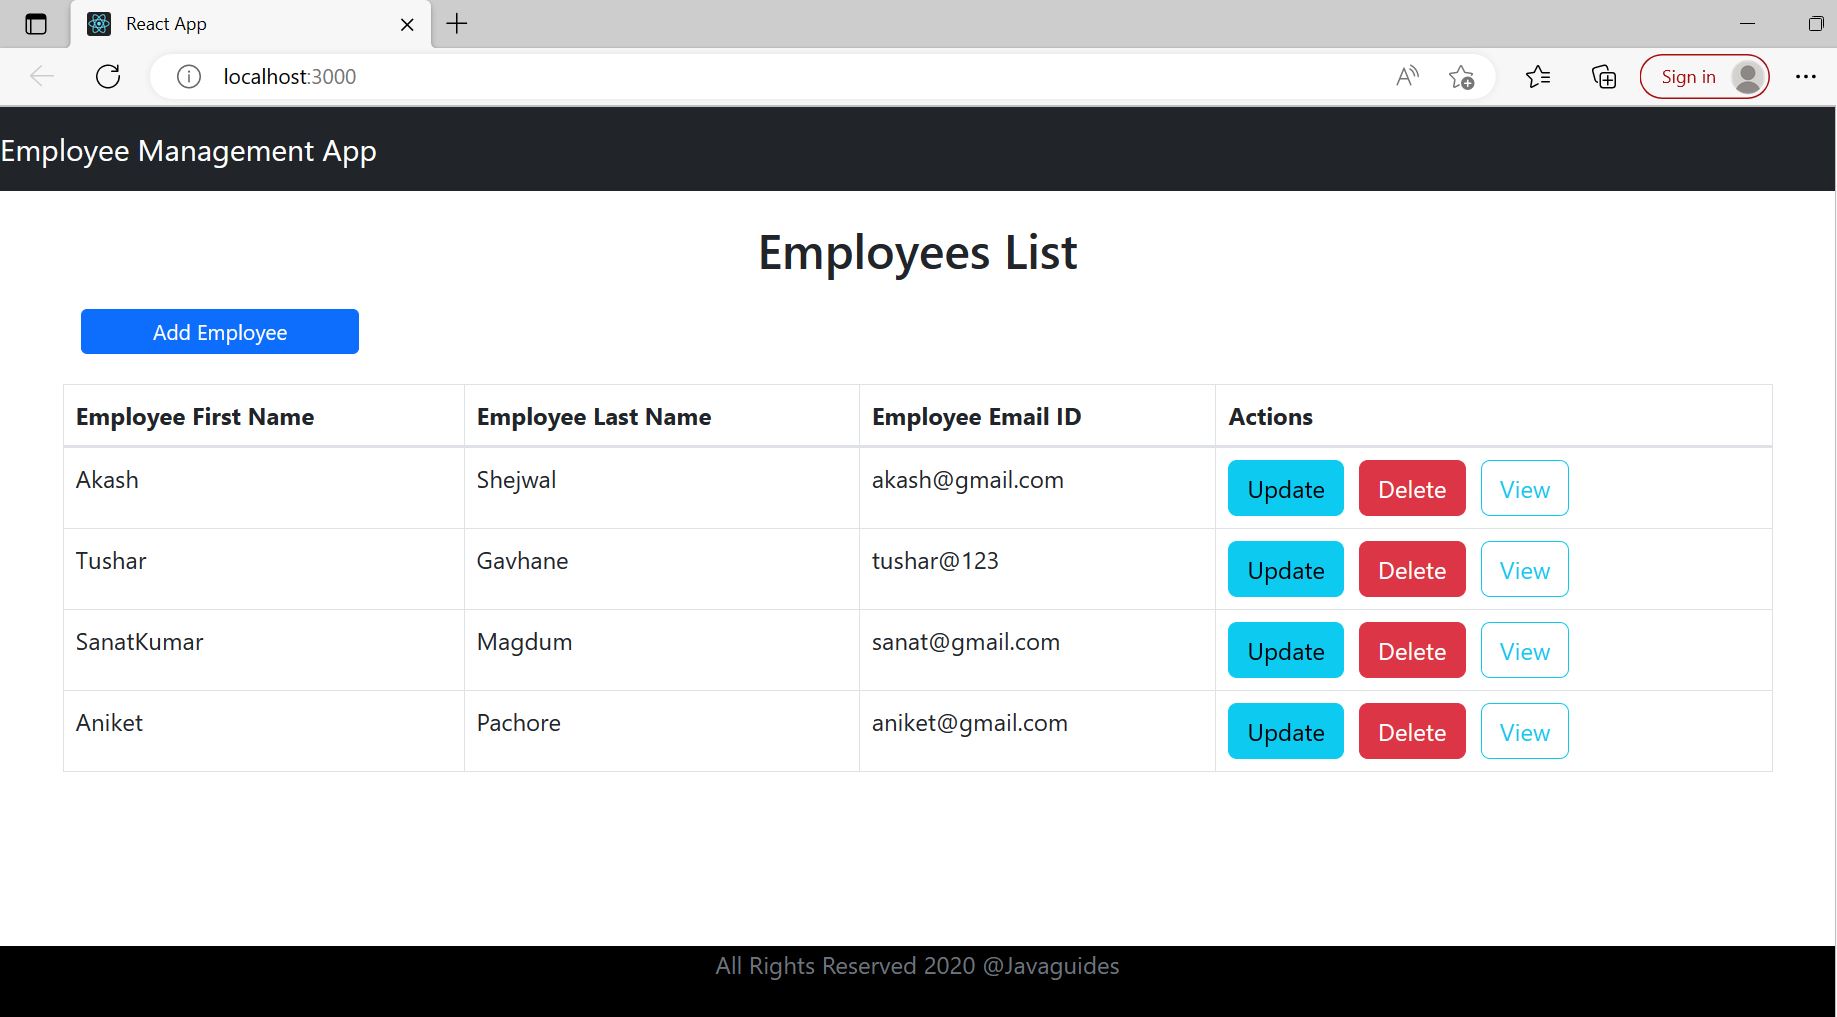 React App
localhost:3000
Sign in
Employee Management App
Employees List
Add Employee
Employee First Name Employee Last Name Employee Email ID Actions
Akash Shejwal akash@gmail.com Update Delete View
Tushar Gavhane tushar@123 Update Delete View
SanatKumar Magdum sanat@gmail.com Update Delete View
Aniket Pachore aniket@gmail.com Update Delete View
All Rights Reserved 2020 @Javaguides